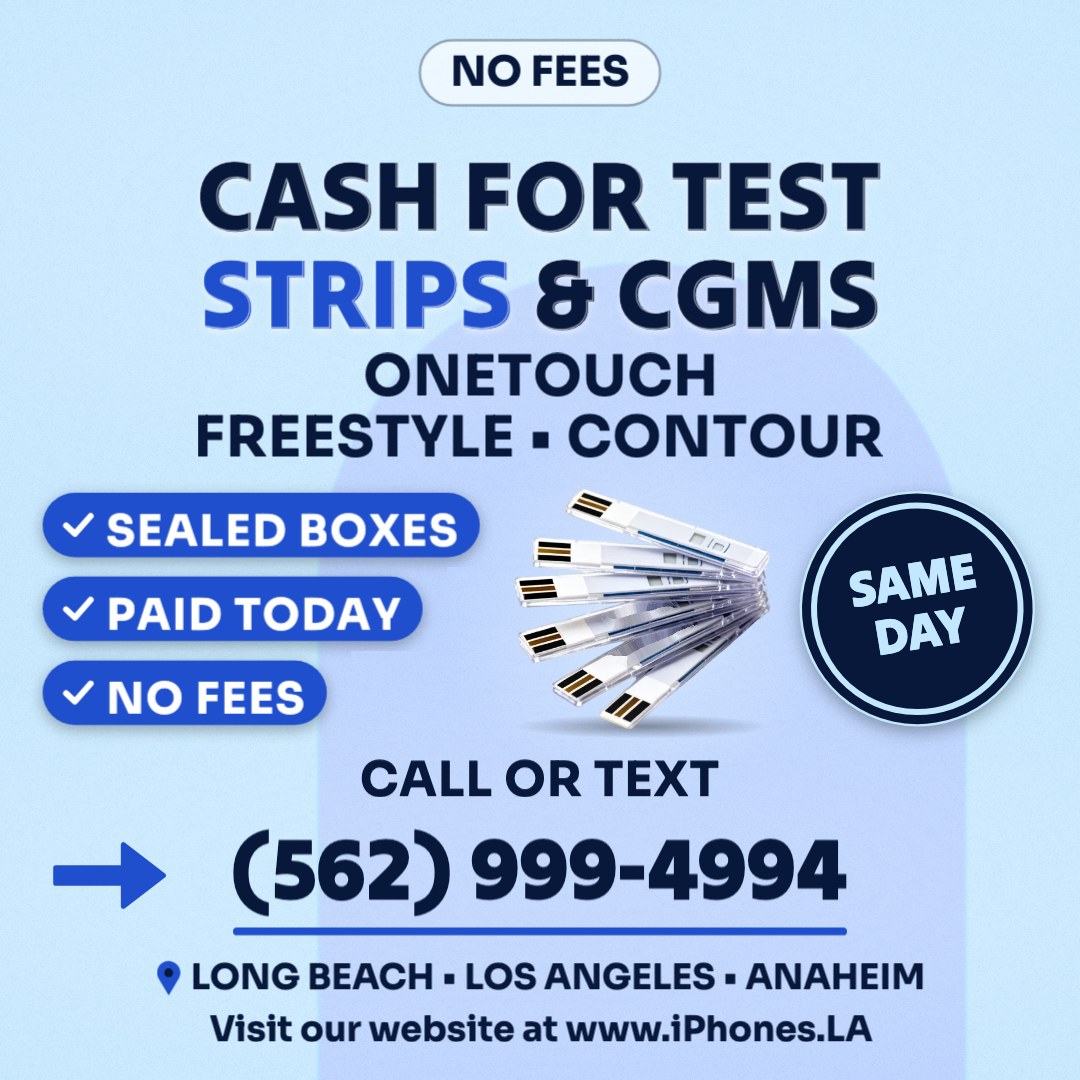 NO FEES
CASH FOR TEST
STRIPS & CGMS
ONETOUCH
FREESTYLE ▪ CONTOUR
✓ SEALED BOXES
✓ PAID TODAY
✓ NO FEES
SAME
DAY
CALL OR TEXT
(562) 999-4994
LONG BEACH ▪ LOS ANGELES ▪ ANAHEIM
Visit our website at www.iPhones.LA